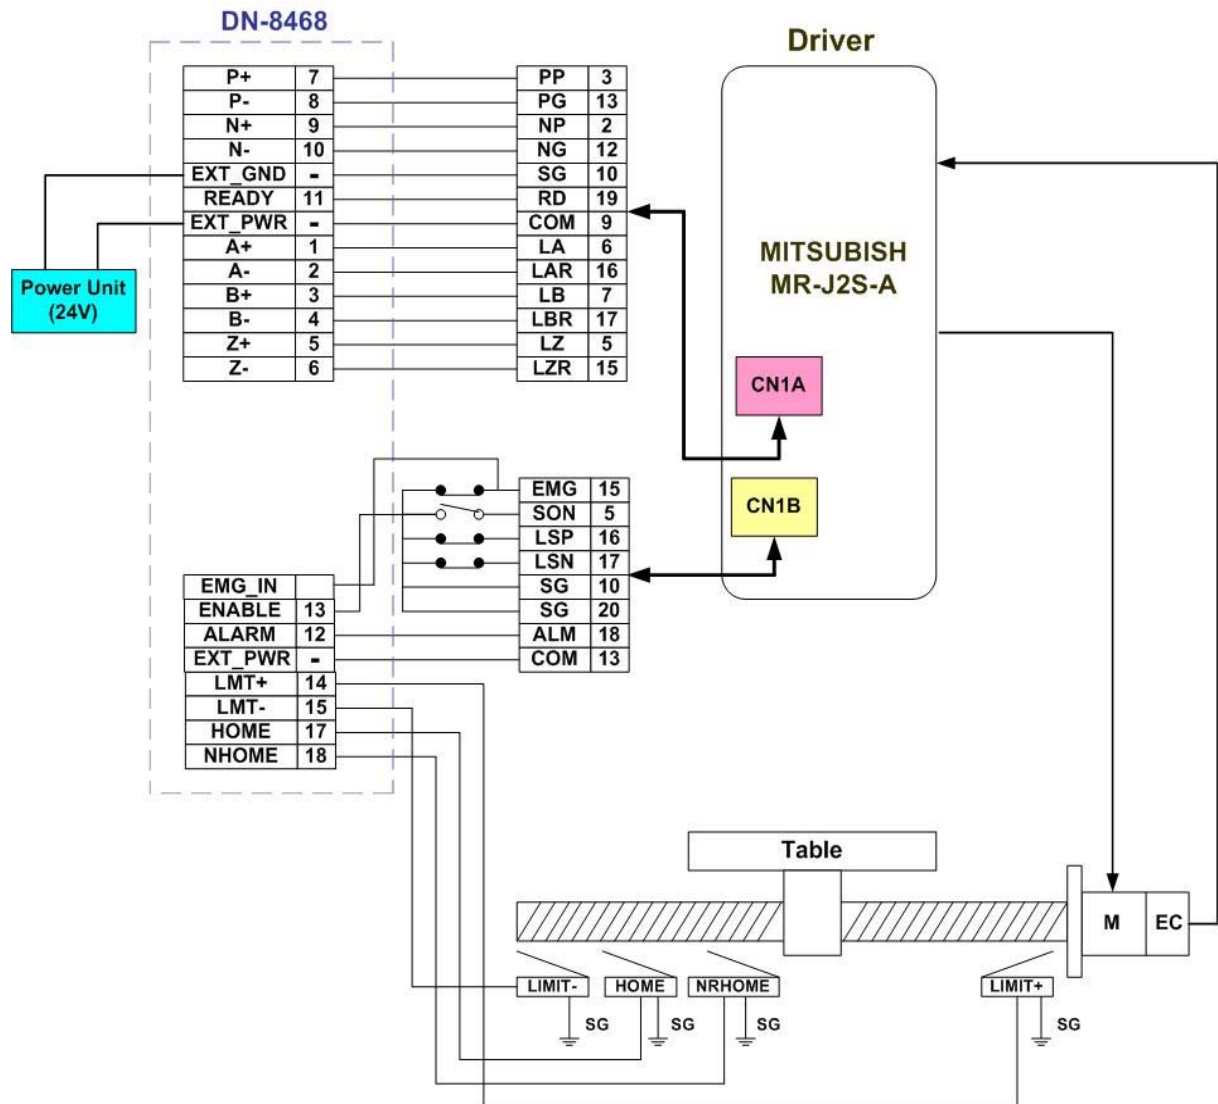 DN-8468
Driver
P+ 7 PP 3
P- 8 PG 13
N+ 9 NP 2
N- 10 NG 12
EXT_GND - SG 10
READY 11 RD 19
EXT_PWR - COM 9
A+ 1 LA 6
A- 2 LAR 16
B+ 3 LB 7
B- 4 LBR 17
Z+ 5 LZ 5
Z- 6 LZR 15
Power Unit
(24V)
MITSUBISH
MR-J2S-A
CN1A
CN1B
EMG 15
SON 5
LSP 16
LSN 17
EMG_IN SG 10
ENABLE 13 SG 20
ALARM 12 ALM 18
EXT_PWR - COM 13
LMT+ 14
LMT- 15
HOME 17
NHOME 18
Table
M EC
LIMIT- HOME NRHOME LIMIT+
SG SG SG SG